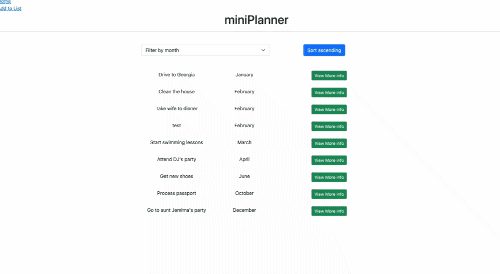 Home
Add to List
miniPlanner
Filter by month
Sort ascending
Drive to Georgia January View More Info
Clean the house February View More Info
take wife to dinner February View More Info
test February View More Info
Start swimming lessons March View More Info
Attend DJ's party April View More Info
Get new shoes June View More Info
Process passport October View More Info
Go to aunt Jemima's party December View More Info